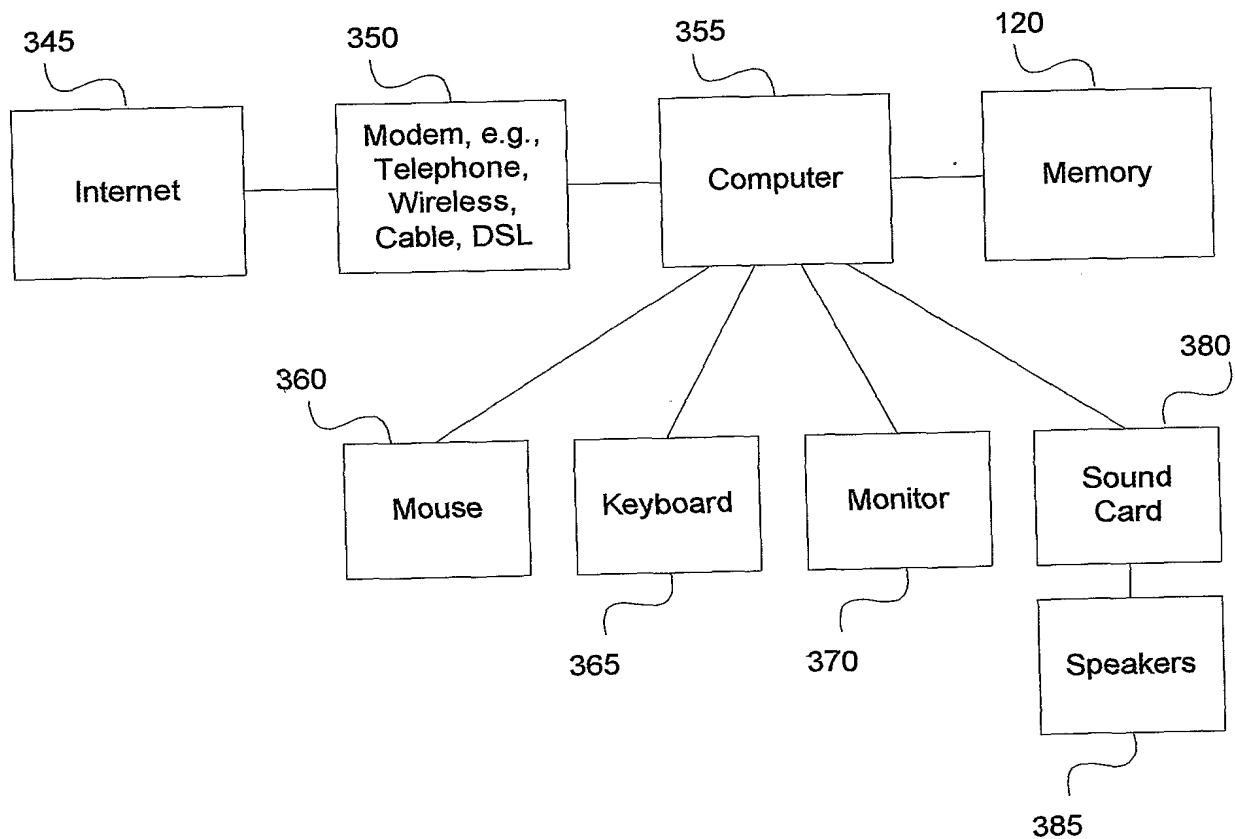 345
350
355
120
Internet
Modem, e.g.,
Telephone,
Wireless,
Cable, DSL
Computer
Memory
360
380
Mouse
Keyboard
Monitor
Sound
Card
365
370
Speakers
385